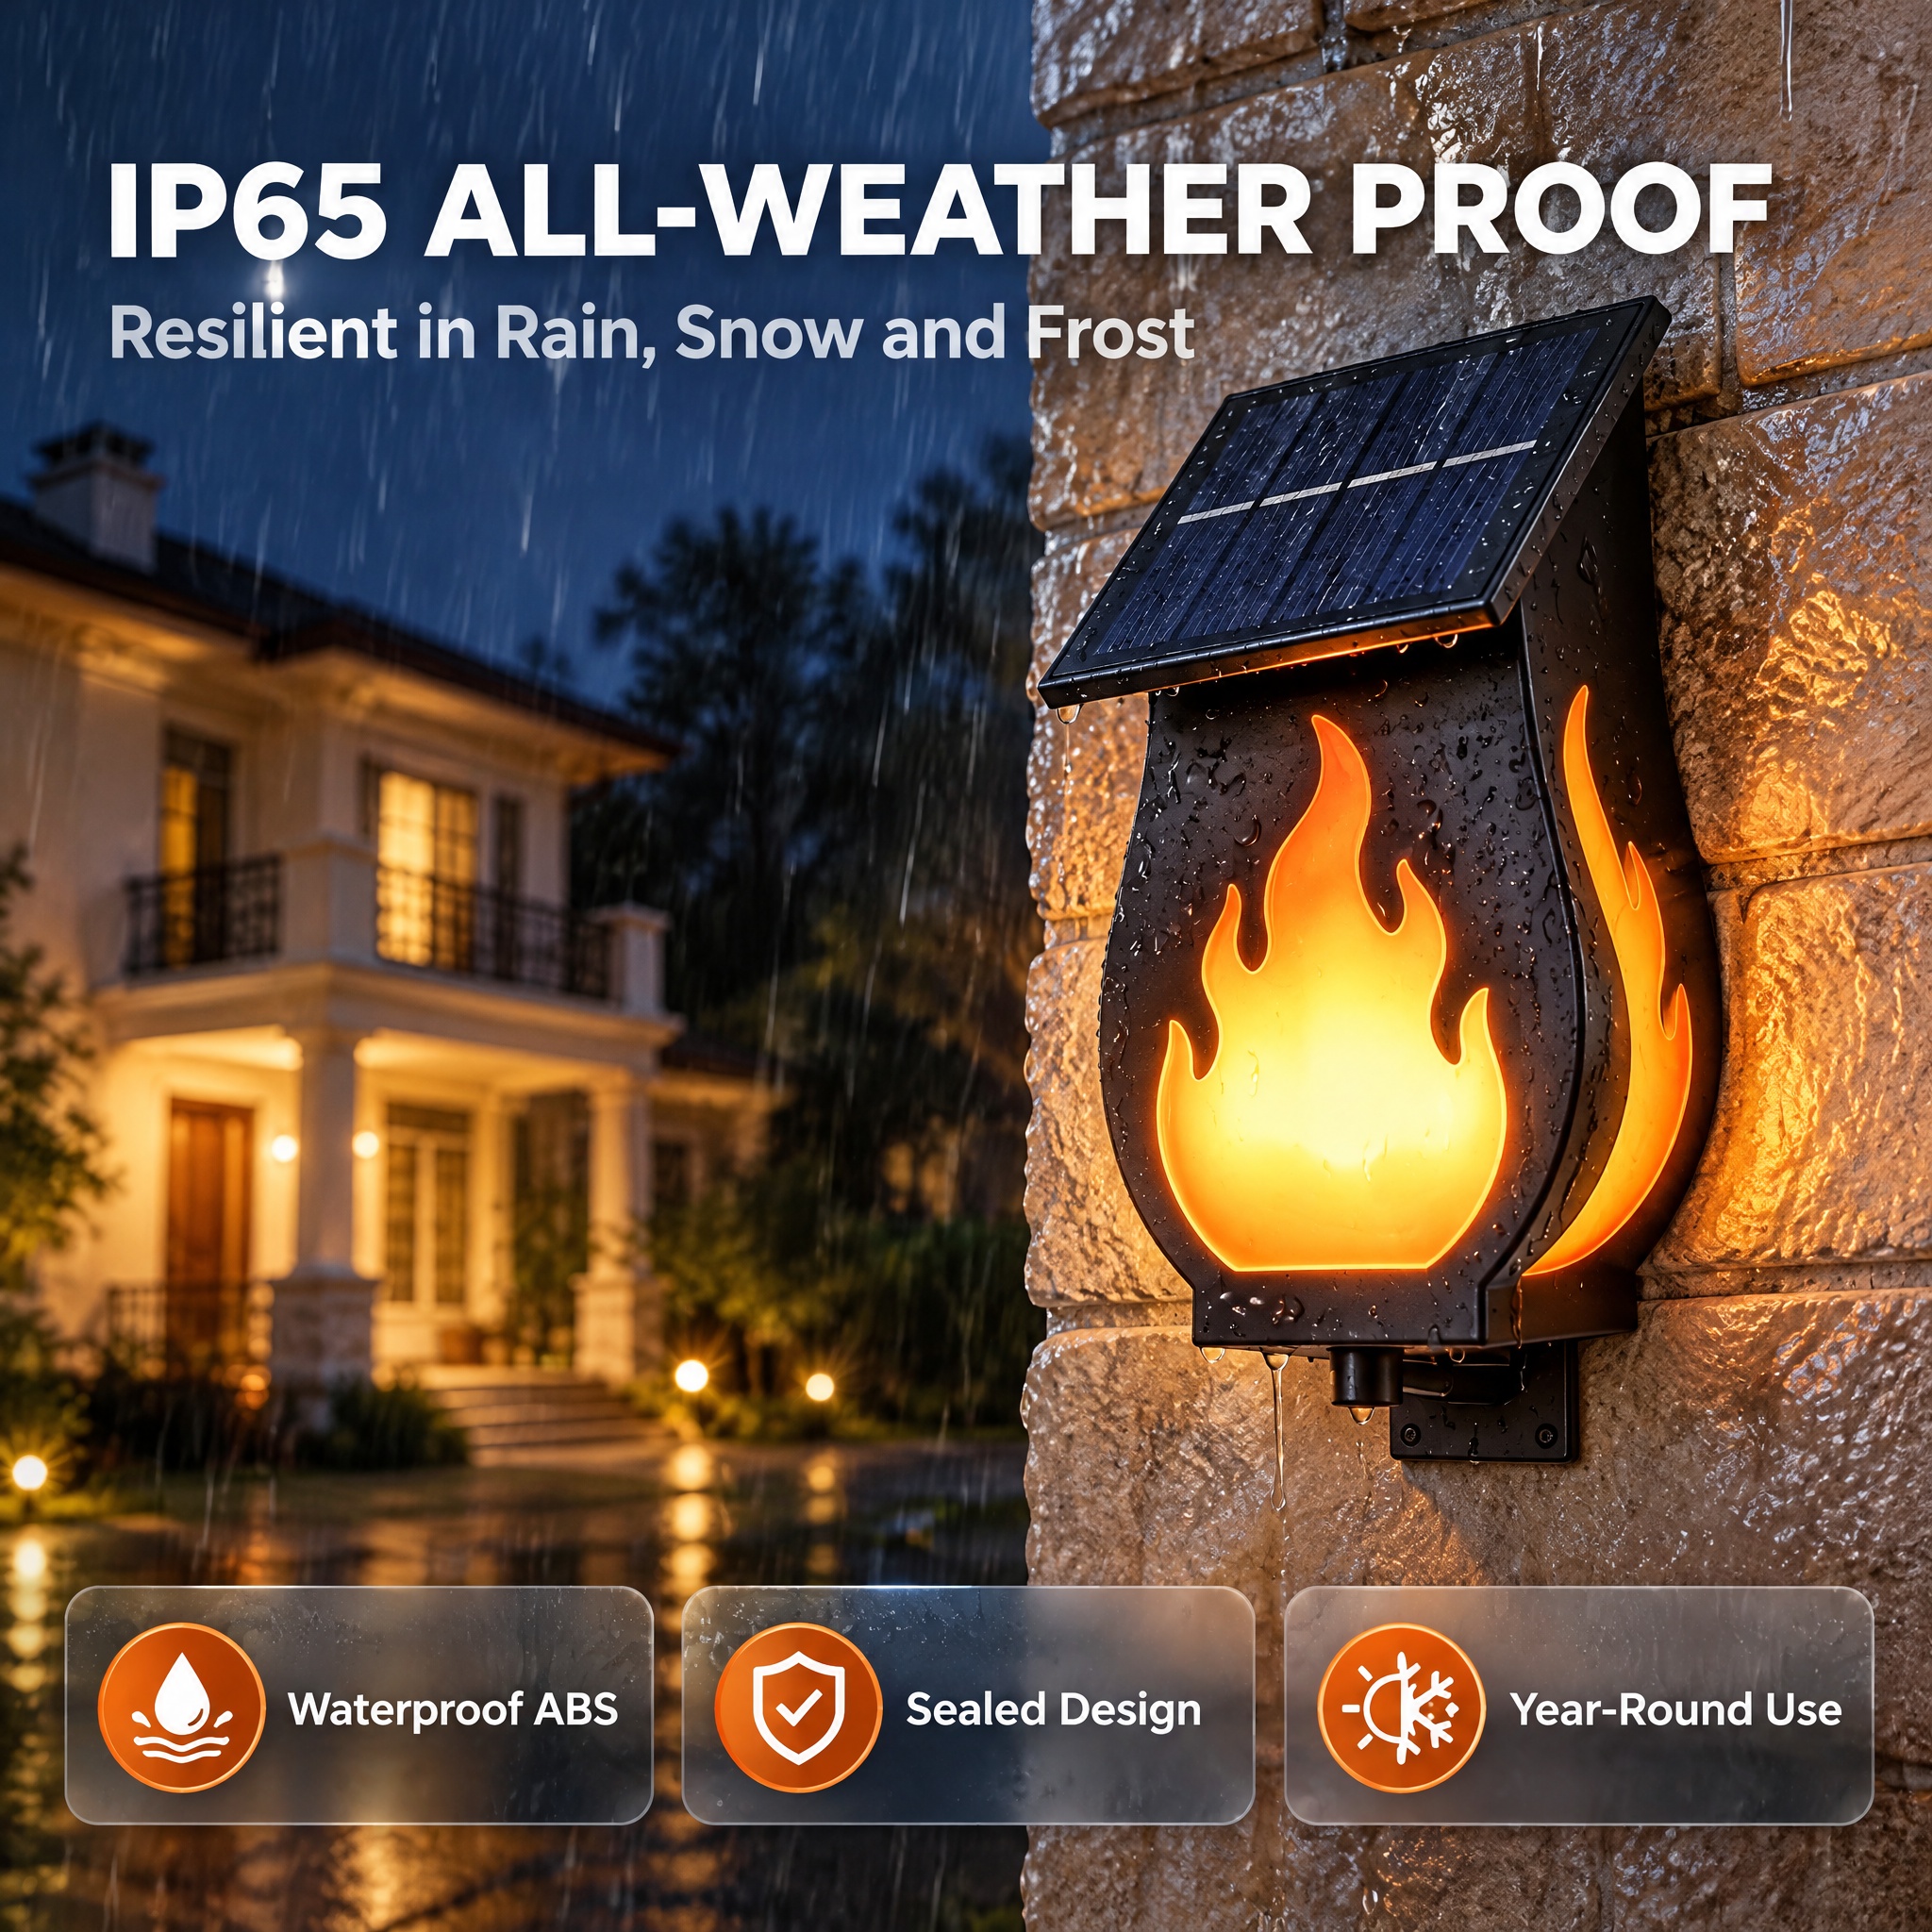 IP65 ALL-WEATHER PROOF
Resilient in Rain, Snow and Frost
Waterproof ABS
Sealed Design
Year-Round Use